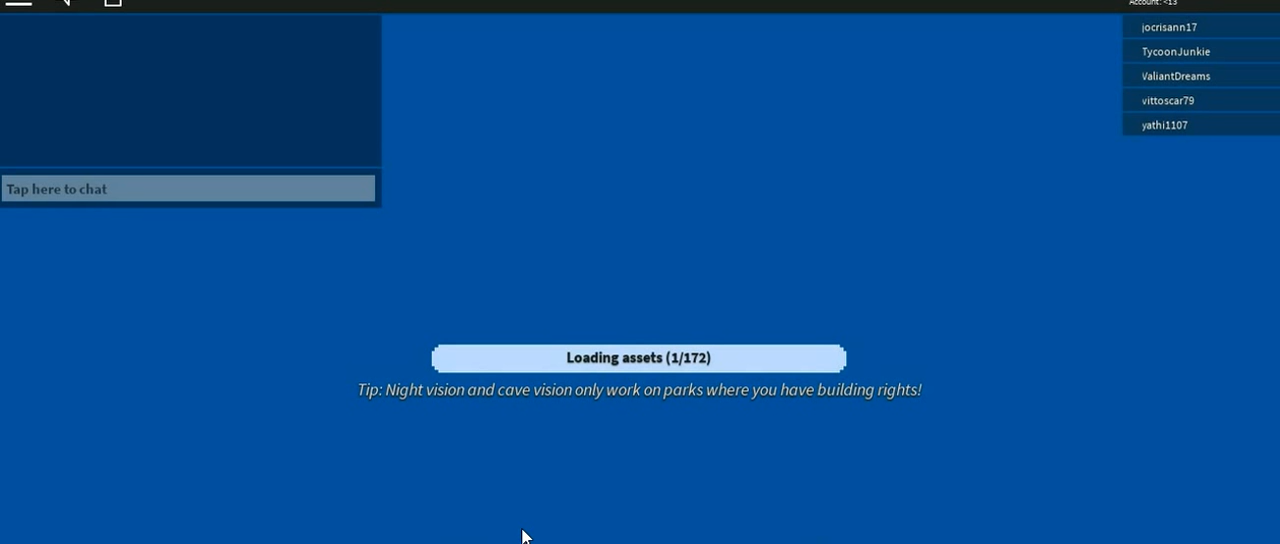 Account: <13
jocrisann17
TycoonJunkie
ValiantDreams
vittoscar79
yathi1107
Tap here to chat
Loading assets (1/172)
Tip: Night vision and cave vision only work on parks where you have building rights!